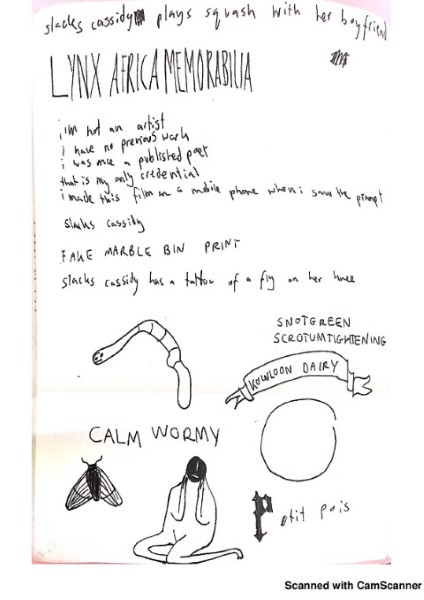 slacks cassidy plays squash with her boyfriend
LYNX AFRICA MEMORABILIA
i'm not an artist
i have no previous work
i was once a published poet
that is my only credential
i made this film on a mobile phone when i saw the prompt
slacks cassidy
FAKE MARBLE BIN PRINT
slacks cassidy has a tattoo of a fly on her knee
SNOTGREEN
SCROTUMTIGHTENING
KOWLOON DAIRY
CALM WORMY
Petit pois
Scanned with CamScanner